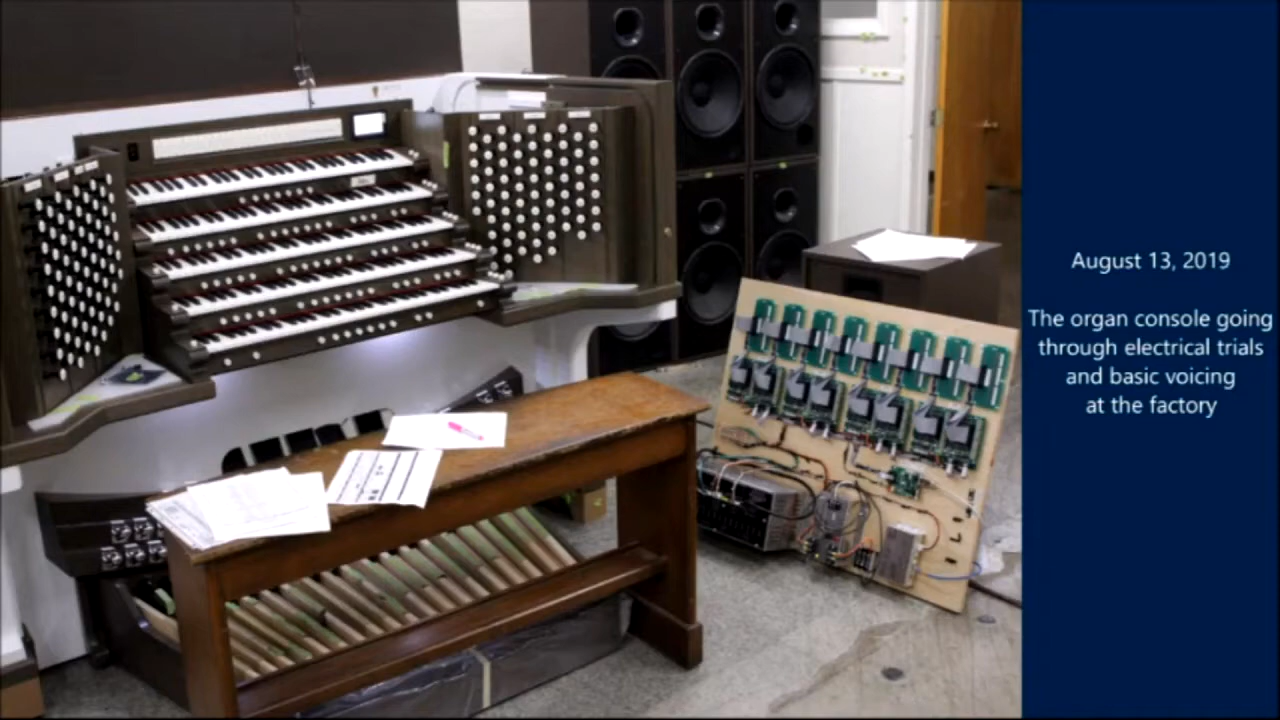 August 13, 2019
The organ console going
through electrical trials
and basic voicing
at the factory